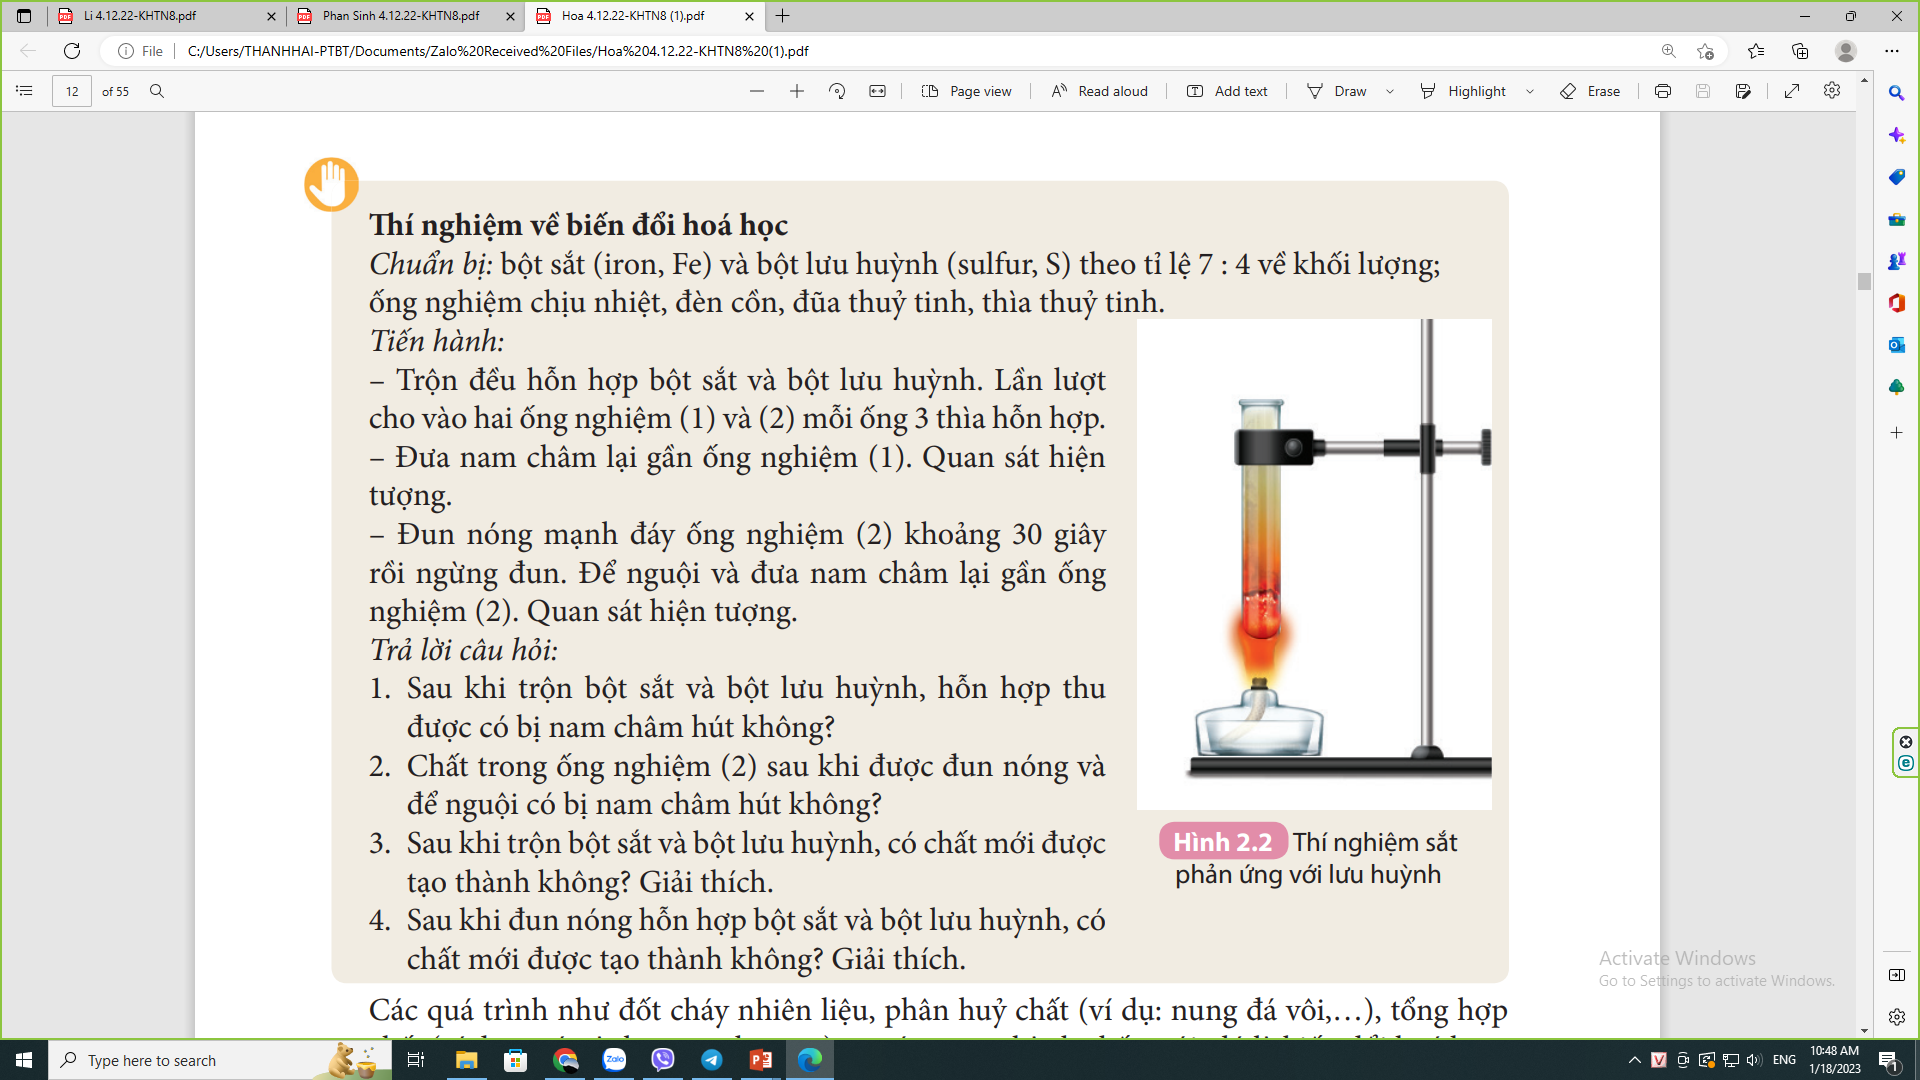 Li 4.12.22-KHTN8.pdf
Phan Sinh 4.12.22-KHTN8.pdf
Hoa 4.12.22-KHTN8 (1).pdf
File
C:/Users/THANHHAI-PTBT/Documents/Zalo%20Received%20Files/Hoa%204.12.22-KHTN8%20(1).pdf
12 of 55
Page view
Read aloud
Add text
Draw
Highlight
Erase
Thí nghiệm về biến đổi hoá học
Chuẩn bị: bột sắt (iron, Fe) và bột lưu huỳnh (sulfur, S) theo tỉ lệ 7 : 4 về khối lượng;
ống nghiệm chịu nhiệt, đèn cồn, đũa thuỷ tinh, thìa thuỷ tinh.
Tiến hành:
– Trộn đều hỗn hợp bột sắt và bột lưu huỳnh. Lần lượt
cho vào hai ống nghiệm (1) và (2) mỗi ống 3 thìa hỗn hợp.
– Đưa nam châm lại gần ống nghiệm (1). Quan sát hiện
tượng.
– Đun nóng mạnh đáy ống nghiệm (2) khoảng 30 giây
rồi ngừng đun. Để nguội và đưa nam châm lại gần ống
nghiệm (2). Quan sát hiện tượng.
Trả lời câu hỏi:
1. Sau khi trộn bột sắt và bột lưu huỳnh, hỗn hợp thu
được có bị nam châm hút không?
2. Chất trong ống nghiệm (2) sau khi được đun nóng và
để nguội có bị nam châm hút không?
3. Sau khi trộn bột sắt và bột lưu huỳnh, có chất mới được
tạo thành không? Giải thích.
4. Sau khi đun nóng hỗn hợp bột sắt và bột lưu huỳnh, có
chất mới được tạo thành không? Giải thích.
Hình 2.2 Thí nghiệm sắt
phản ứng với lưu huỳnh
Các quá trình như đốt cháy nhiên liệu, phân huỷ chất (ví dụ: nung đá vôi,…), tổng hợp
Activate Windows
Go to Settings to activate Windows.
Type here to search
Zalo
ENG
10:48 AM
1/18/2023
1